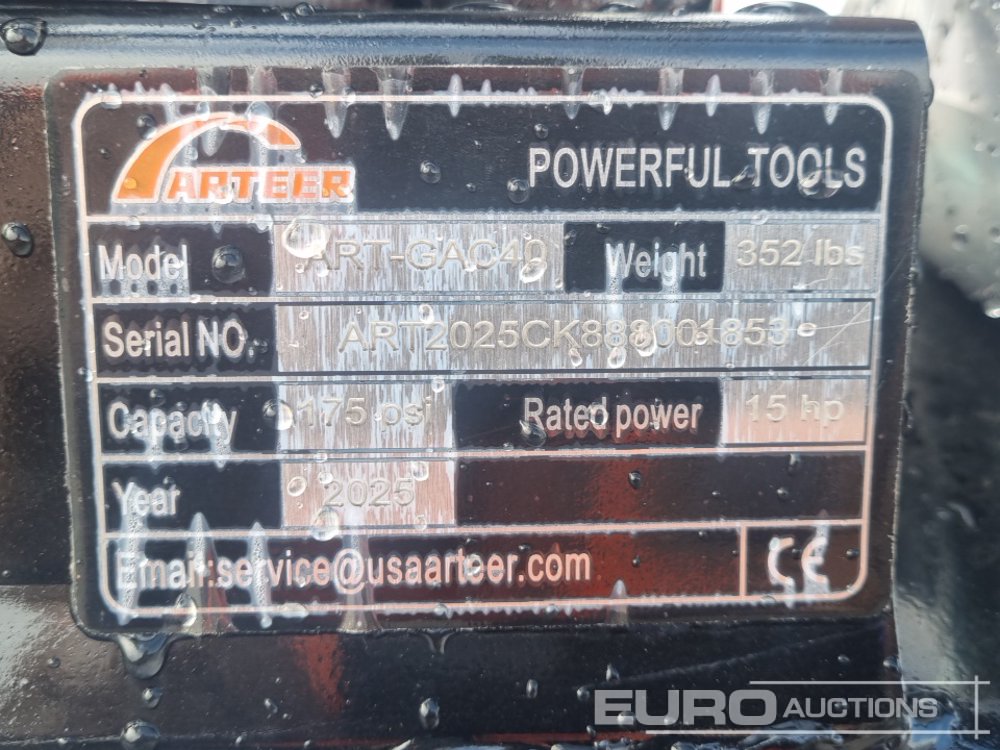 ARTEER POWERFUL TOOLS
Model ART-GAC40 Weight 352 lbs
Serial NO. ART2025CK888001853
Capacity 175 psi Rated power 15 hp
Year 2025
Email:service@usaarteer.com CE
EURO AUCTIONS